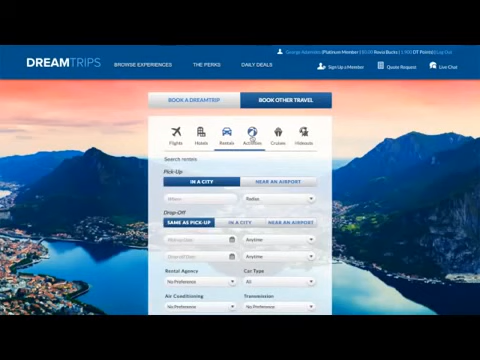 DREAMTRIPS
BROWSE EXPERIENCES
THE PERKS
DAILY DEALS
Sign Up a Member
Quote Request
Live Chat
BOOK A DREAMTRIP
BOOK OTHER TRAVEL
Flights
Hotels
Rentals
Activities
Cruises
Hideouts
Search rentals
Pick-Up
IN A CITY
NEAR AN AIRPORT
Where
Radius
Drop-Off
SAME AS PICK-UP
IN A CITY
NEAR AN AIRPORT
Anytime
Anytime
Rental Agency
Car Type
No Preference
All
Air Conditioning
Transmission
No Preference
No Preference